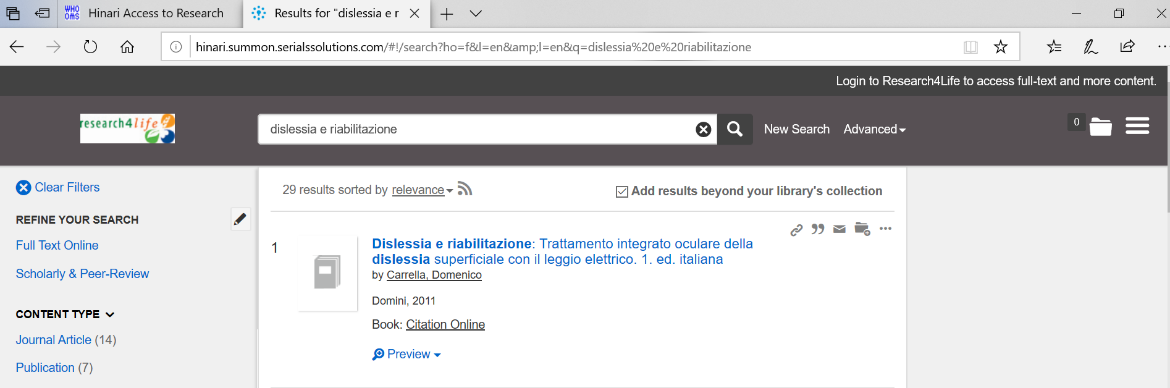 WHO OMS Hinari Access to Research Results for "dislessia e r
hinari.summon.serialssolutions.com/#!/search?ho=f&l=en&amp;l=en&q=dislessia%20e%20riabilitazione
Login to Research4Life to access full-text and more content.
research4life
dislessia e riabilitazione
New Search Advanced
0
Clear Filters
REFINE YOUR SEARCH
Full Text Online
Scholarly & Peer-Review
CONTENT TYPE
Journal Article (14)
Publication (7)
29 results sorted by relevance
Add results beyond your library's collection
1
Dislessia e riabilitazione: Trattamento integrato oculare della
dislessia superficiale con il leggio elettrico. 1. ed. italiana
by Carrella, Domenico
Domini, 2011
Book: Citation Online
Preview